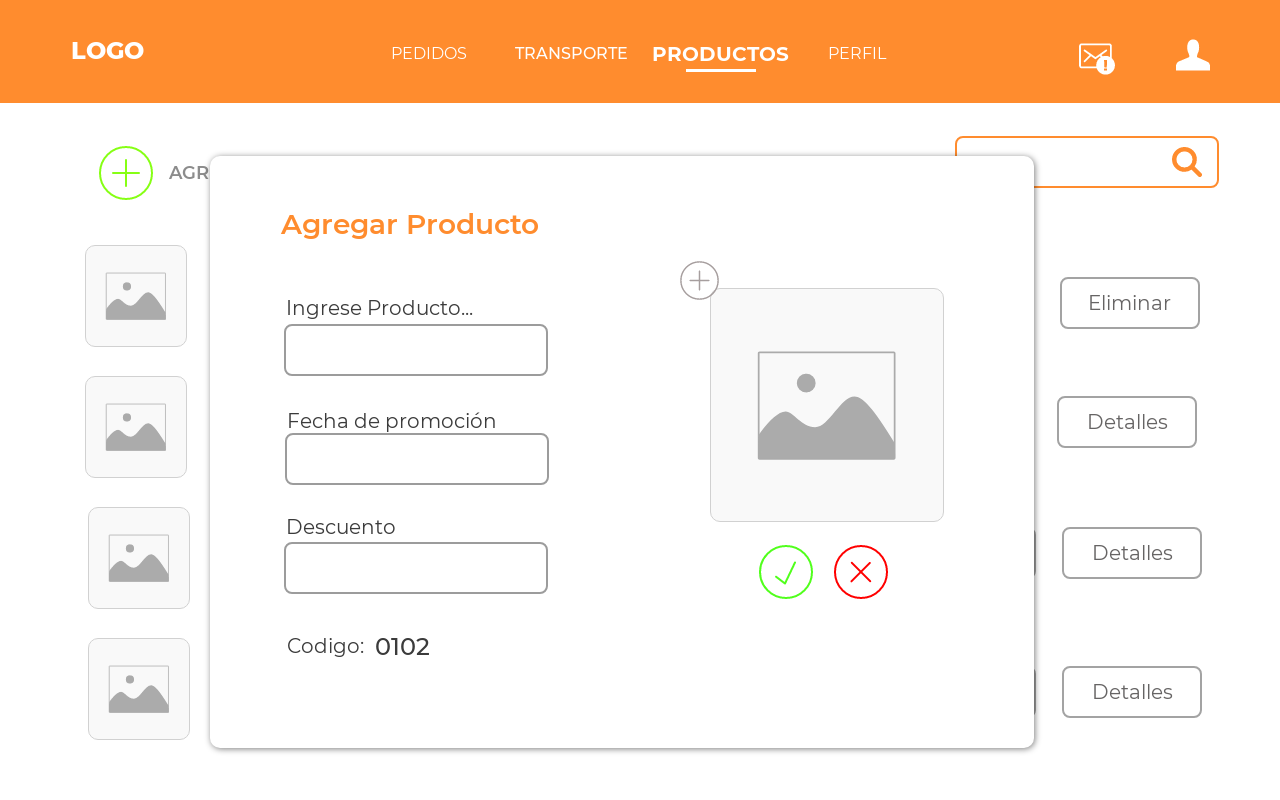 LOGO
PEDIDOS
TRANSPORTE
PRODUCTOS
PERFIL
AGR
Agregar Producto
Ingrese Producto...
Eliminar
Fecha de promoción
Detalles
Descuento
Detalles
Codigo: 0102
Detalles